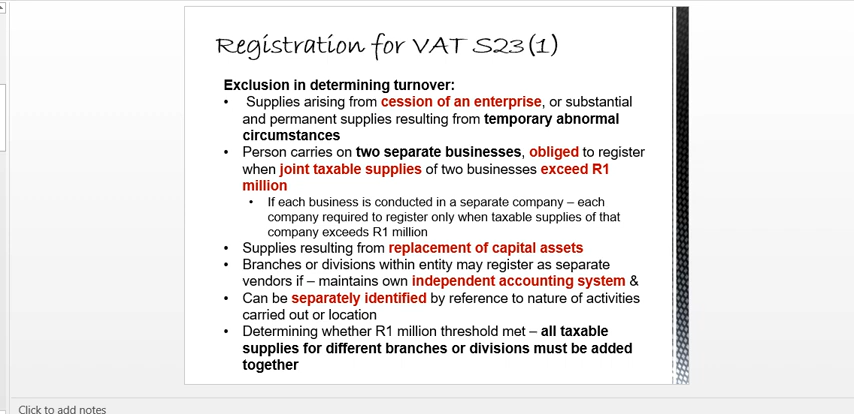 Registration for VAT S23(1)
Exclusion in determining turnover:
• Supplies arising from cession of an enterprise, or substantial
and permanent supplies resulting from temporary abnormal
circumstances
• Person carries on two separate businesses, obliged to register
when joint taxable supplies of two businesses exceed R1
million
• If each business is conducted in a separate company – each
company required to register only when taxable supplies of that
company exceeds R1 million
• Supplies resulting from replacement of capital assets
• Branches or divisions within entity may register as separate
vendors if – maintains own independent accounting system &
• Can be separately identified by reference to nature of activities
carried out or location
• Determining whether R1 million threshold met – all taxable
supplies for different branches or divisions must be added
together
Click to add notes